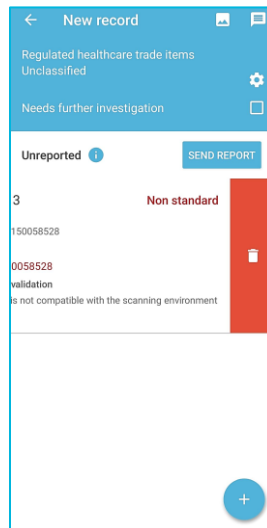 New record
Regulated healthcare trade items
Unclassified
Needs further investigation
Unreported
SEND REPORT
3
Non standard
150058528
0058528
validation
is not compatible with the scanning environment